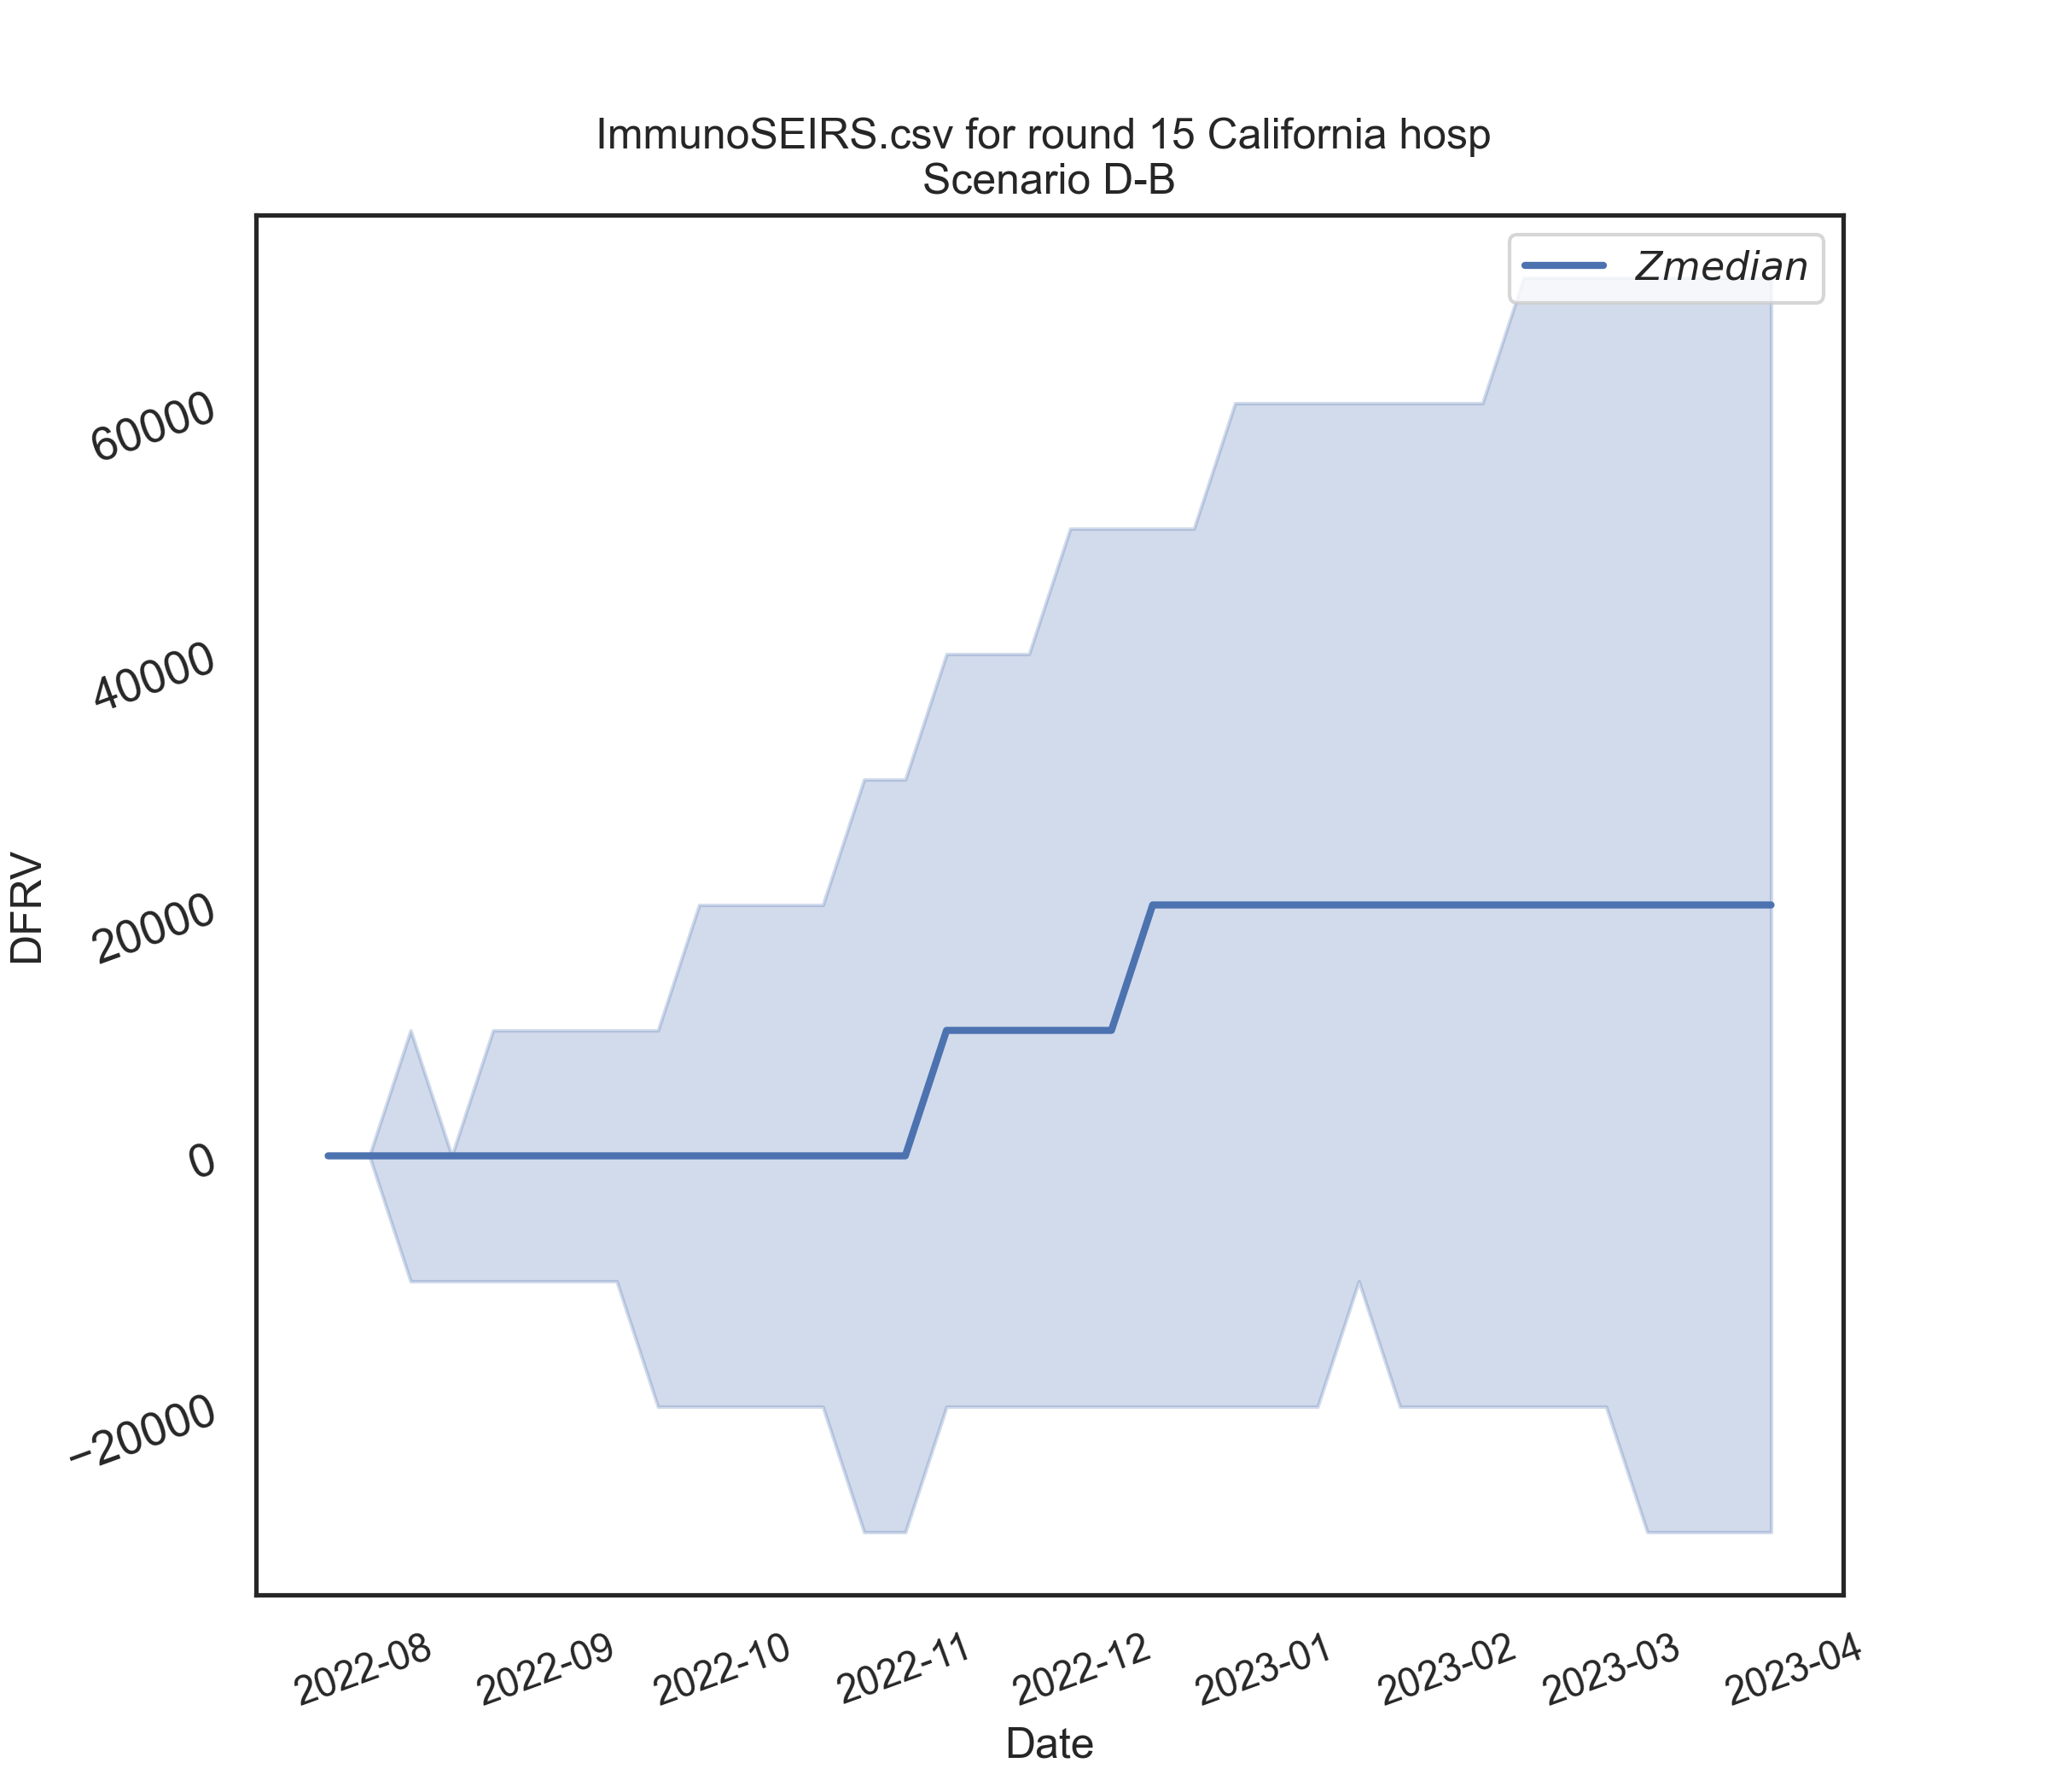 ImmunoSEIRS.csv for round 15 California hosp
Scenario D-B
Zmedian
60000
40000
20000
0
−20000
DFRV
2022-08
2022-09
2022-10
2022-11
2022-12
2023-01
2023-02
2023-03
2023-04
Date